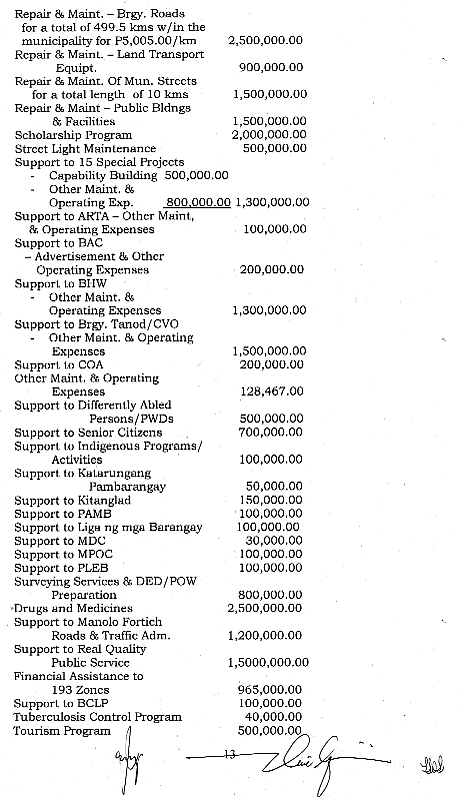 Repair & Maint. – Brgy. Roads
for a total of 499.5 kms w/in the
municipality for P5,005.00/km 2,500,000.00
Repair & Maint. – Land Transport
Equipt. 900,000.00
Repair & Maint. Of Mun. Streets
for a total length of 10 kms 1,500,000.00
Repair & Maint – Public Bldngs
& Facilities 1,500,000.00
Scholarship Program 2,000,000.00
Street Light Maintenance 500,000.00
Support to 15 Special Projects
- Capability Building 500,000.00
- Other Maint. &
Operating Exp. 800,000.00 1,300,000.00
Support to ARTA – Other Maint,
& Operating Expenses 100,000.00
Support to BAC
– Advertisement & Other
Operating Expenses 200,000.00
Support to BHW
- Other Maint. &
Operating Expenses 1,300,000.00
Support to Brgy. Tanod/CVO
- Other Maint. & Operating
Expenses 1,500,000.00
Support to COA 200,000.00
Other Maint. & Operating
Expenses 128,467.00
Support to Differently Abled
Persons/PWDs 500,000.00
Support to Senior Citizens 700,000.00
Support to Indigenous Programs/
Activities 100,000.00
Support to Katarungang
Pambarangay 50,000.00
Support to Kitanglad 150,000.00
Support to PAMB 100,000.00
Support to Liga ng mga Barangay 100,000.00
Support to MDC 30,000.00
Support to MPOC 100,000.00
Support to PLEB 100,000.00
Surveying Services & DED/POW
Preparation 800,000.00
Drugs and Medicines 2,500,000.00
Support to Manolo Fortich
Roads & Traffic Adm. 1,200,000.00
Support to Real Quality
Public Service 1,5000,000.00
Financial Assistance to
193 Zones 965,000.00
Support to BCLP 100,000.00
Tuberculosis Control Program 40,000.00
Tourism Program 500,000.00
13